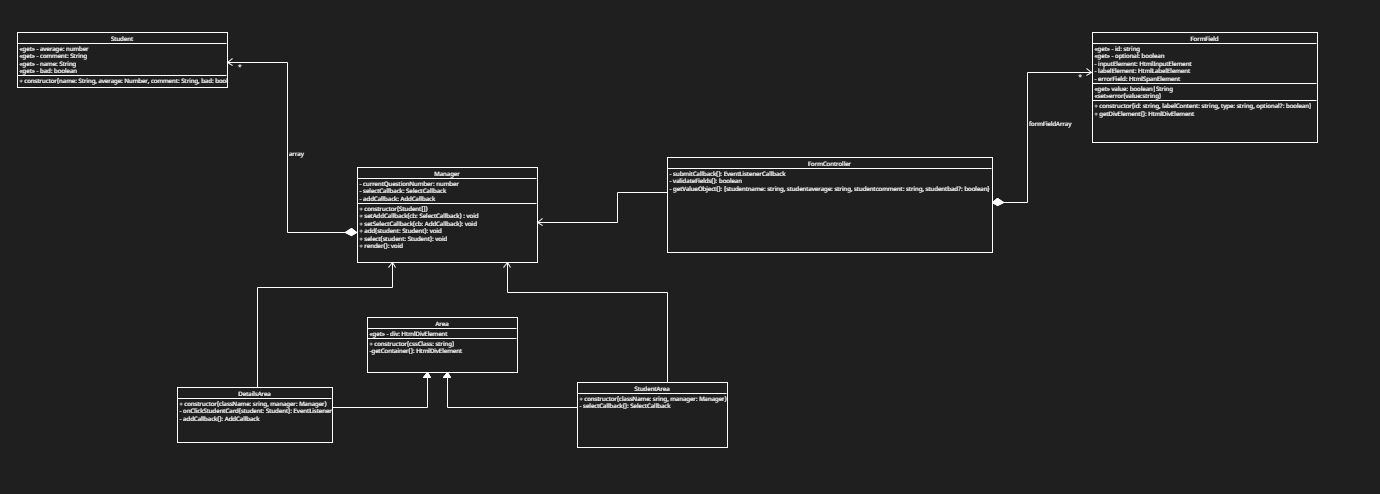 Student
«get» - average: number
«get» - comment: String
«get» - name: String
«get» - bad: boolean
+ constructor(name: String, average: Number, comment: String, bad: bool
*
array
Manager
- currentQuestionNumber: number
- selectCallback: SelectCallback
- addCallback: AddCallback
+ constructor(Student[])
+ setAddCallback(cb: SelectCallback) : void
+ setSelectCallback(cb: AddCallback): void
+ add(student: Student): void
+ select(student: Student): void
+ render(): void
FormController
- submitCallback(): EventListenerCallback
- validateFields(): boolean
- getValueObject(): {studentname: string, studentaverage: string, studentcomment: string, studentbad?: boolean}
formFieldArray
*
FormField
«get» - id: string
«get» - optional: boolean
- inputElement: HtmlInputElement
- labelElement: HtmlLabelElement
- errorField: HtmlSpanElement
«get» value: boolean|String
«set»error(value:string)
+ constructor(id: string, labelContent: string, type: string, optional?: boolean)
+ getDivElement(): HtmlDivElement
Area
«get» - div: HtmlDivElement
+ constructor(cssClass: string)
-getContainer(): HtmlDivElement
DetailsArea
+ constructor(className: sring, manager: Manager)
- onClickStudentCard(student: Student): EventListener
- addCallback(): AddCallback
StudentArea
+ constructor(className: sring, manager: Manager)
- selectCallback(): SelectCallback